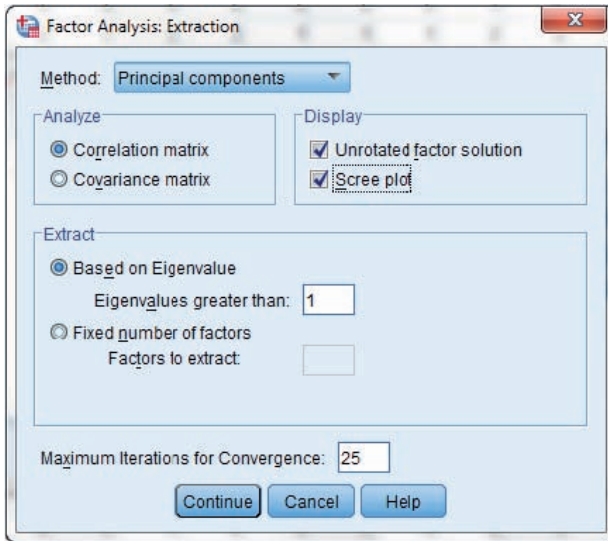 Factor Analysis: Extraction
Method: Principal components
Analyze
Correlation matrix
Covariance matrix
Display
Unrotated factor solution
Scree plot
Extract
Based on Eigenvalue
Eigenvalues greater than: 1
Fixed number of factors
Factors to extract:
Maximum Iterations for Convergence: 25
Continue Cancel Help